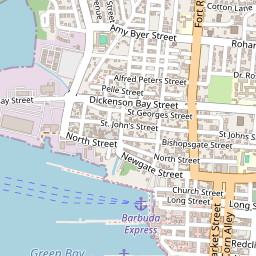 Cotton Lane
Fort R
Amy Byer Street
Rohan
Alfred Peters Street
Dr. Ro
Pelle Street
ay Street
Dickenson Bay Street
St Georges Street
St. John's Street
St Johns S
North Street
Bishopsgate Street
North Street
Newgate Street
Church Street
Long Street
Long St
Barbuda
Express
Market Street
Corn Alley
Redcli
Green Bay